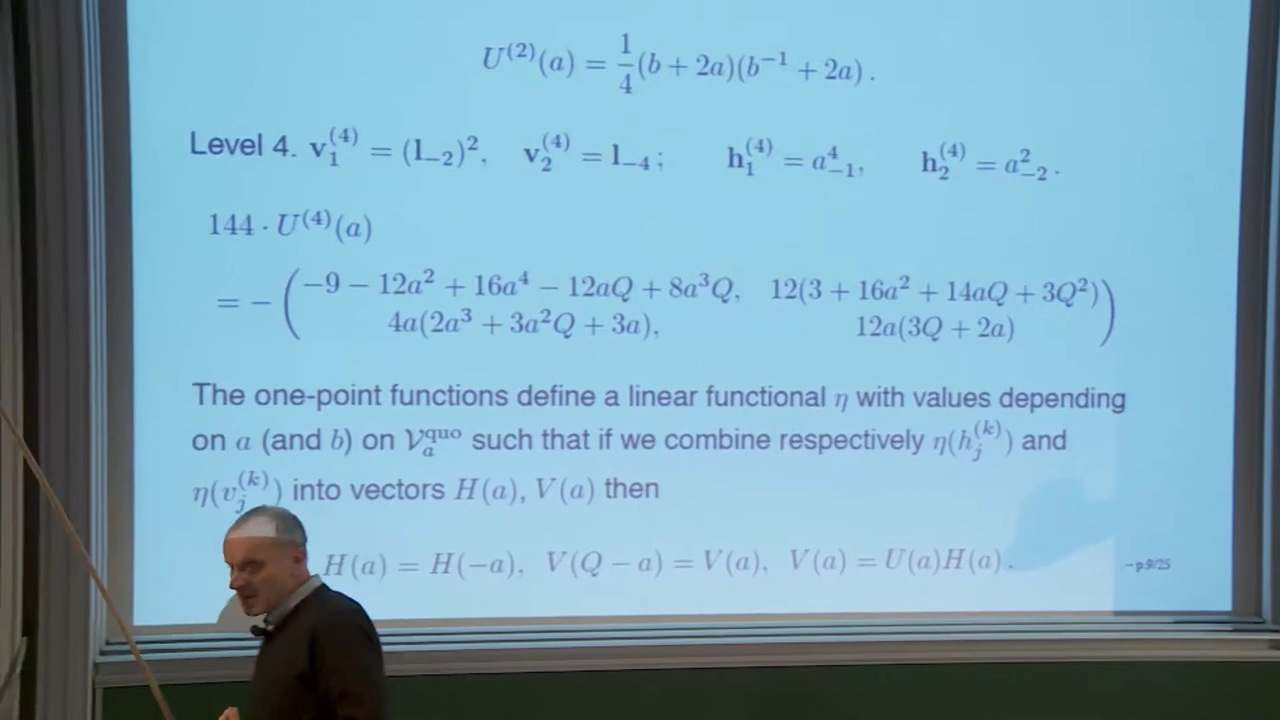 U^{(2)}(a) = \frac{1}{4}(b + 2a)(b^{-1} + 2a).
Level 4. v_1^{(4)} = (l_{-2})^2, v_2^{(4)} = l_{-4}; h_1^{(4)} = a_{-1}^4, h_2^{(4)} = a_{-2}^2.
144 · U^{(4)}(a)
= - ( -9 - 12a^2 + 16a^4 - 12aQ + 8a^3Q, 12(3 + 16a^2 + 14aQ + 3Q^2)
4a(2a^3 + 3a^2Q + 3a), 12a(3Q + 2a) )
The one-point functions define a linear functional η with values depending
on a (and b) on V_a^{quo} such that if we combine respectively η(h_j^{(k)}) and
η(v_j^{(k)}) into vectors H(a), V(a) then
H(a) = H(-a), V(Q - a) = V(a), V(a) = U(a)H(a).
– p.9/25